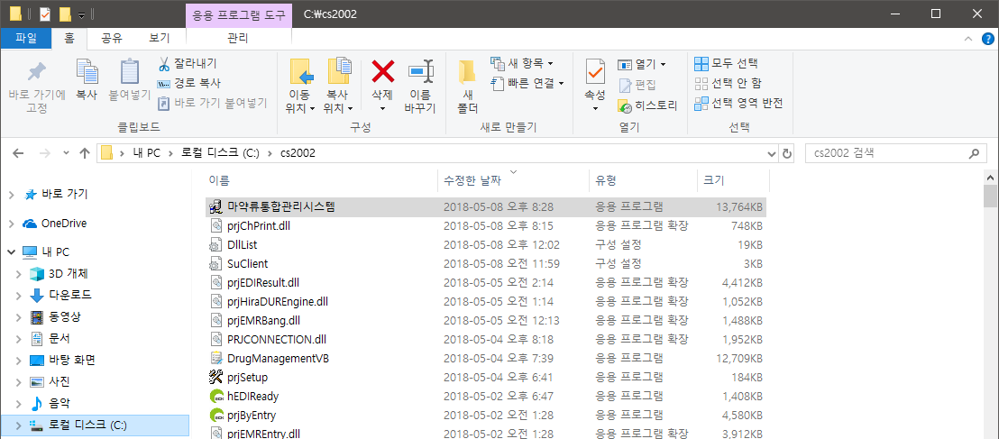 응용 프로그램 도구 C:₩cs2002
파일 홈 공유 보기 관리
바로 가기에 고정
복사
붙여넣기
잘라내기
경로 복사
바로 가기 붙여넣기
클립보드
이동 위치
복사 위치
삭제
이름 바꾸기
구성
새 폴더
새 항목
빠른 연결
새로 만들기
속성
열기
편집
히스토리
열기
모두 선택
선택 안 함
선택 영역 반전
선택
내 PC 로컬 디스크 (C:) cs2002
cs2002 검색
바로 가기
OneDrive
내 PC
3D 개체
다운로드
동영상
문서
바탕 화면
사진
음악
로컬 디스크 (C:)
이름 수정한 날짜 유형 크기
마약류통합관리시스템 2018-05-08 오후 8:28 응용 프로그램 13,764KB
prjChPrint.dll 2018-05-08 오후 8:15 응용 프로그램 확장 748KB
DllList 2018-05-08 오후 12:02 구성 설정 19KB
SuClient 2018-05-08 오전 11:59 구성 설정 3KB
prjEDIResult.dll 2018-05-05 오전 2:14 응용 프로그램 확장 4,412KB
prjHiraDUREngine.dll 2018-05-05 오전 1:14 응용 프로그램 확장 1,052KB
prjEMRBang.dll 2018-05-05 오전 12:13 응용 프로그램 확장 1,488KB
PRJCONNECTION.dll 2018-05-04 오후 8:18 응용 프로그램 확장 1,952KB
DrugManagementVB 2018-05-04 오후 7:39 응용 프로그램 12,709KB
prjSetup 2018-05-04 오후 6:41 응용 프로그램 184KB
hEDIReady 2018-05-02 오후 6:47 응용 프로그램 1,408KB
prjByEntry 2018-05-02 오후 1:28 응용 프로그램 4,580KB
prjEMREntry.dll 2018-05-02 오후 1:28 응용 프로그램 확장 3,912KB